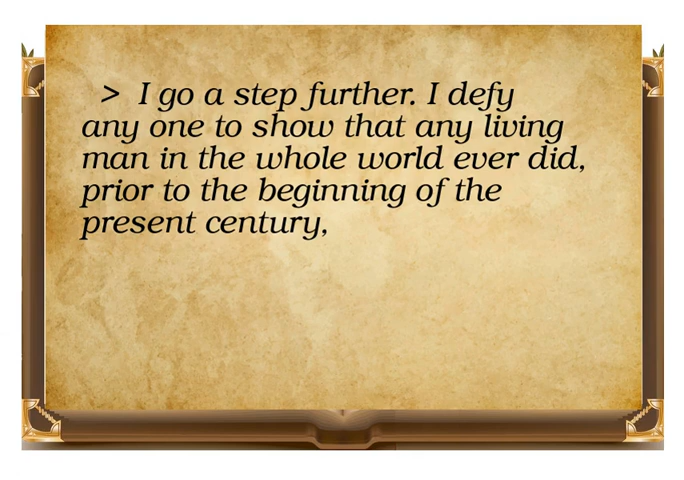 > I go a step further. I defy
any one to show that any living
man in the whole world ever did,
prior to the beginning of the
present century,